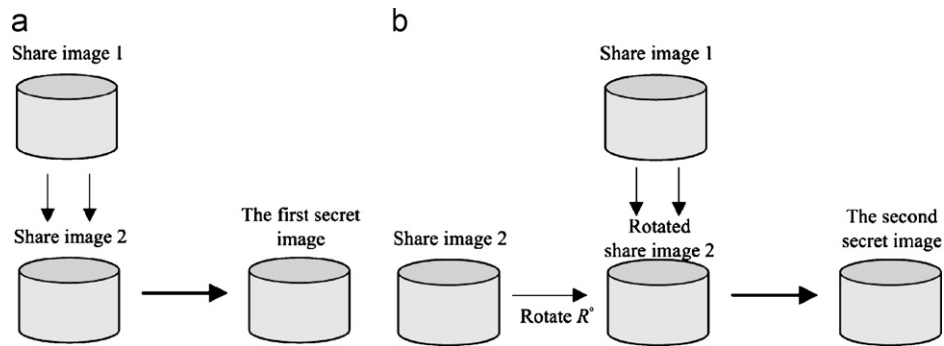 a
Share image 1
Share image 2
The first secret
image
b
Share image 1
Share image 2
Rotate R°
Rotated
share image 2
The second
secret image